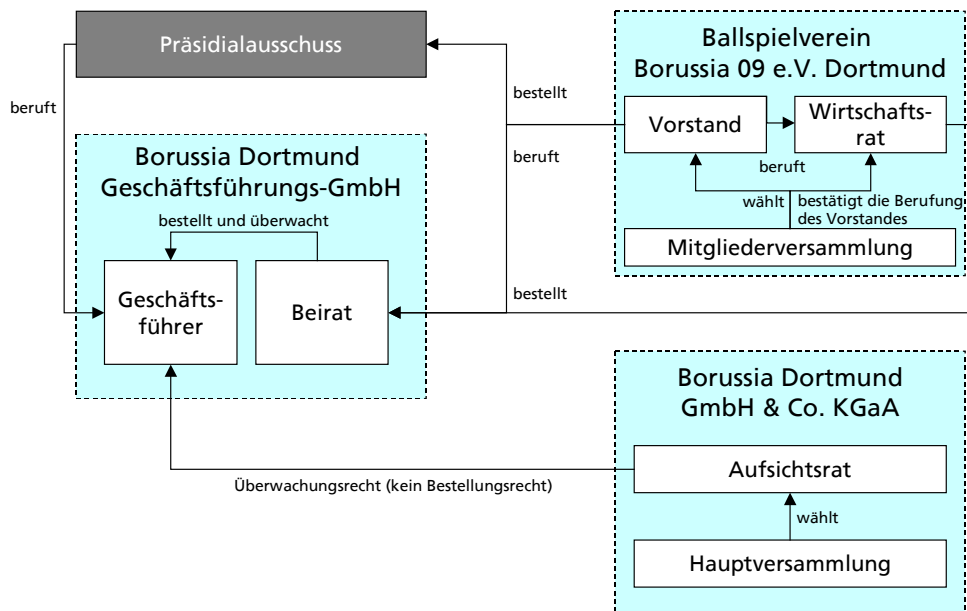 Präsidialausschuss
beruft
Borussia Dortmund
Geschäftsführungs-GmbH
bestellt und überwacht
Geschäfts-
führer
Beirat
bestellt
beruft
bestellt
Ballspielverein
Borussia 09 e.V. Dortmund
Vorstand
Wirtschafts-
rat
beruft
wählt
bestätigt die Berufung
des Vorstandes
Mitgliederversammlung
Borussia Dortmund
GmbH & Co. KGaA
Aufsichtsrat
Überwachungsrecht (kein Bestellungsrecht)
wählt
Hauptversammlung